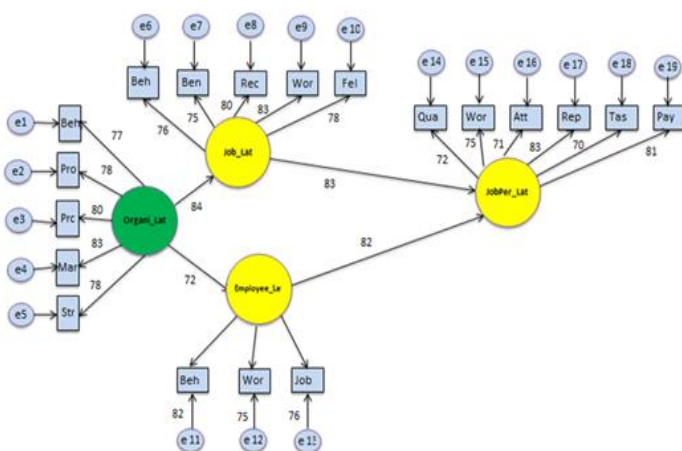 e6
e7
e8
e9
e 10
Beh
Ben
Rec
Wor
Fel
76
75
80
83
78
Job_Lat
e 14
e 15
e 16
e 17
e 18
e 19
Qua
Wor
Att
Rep
Tas
Pay
72
75
71
83
70
81
JobPer_Lat
e1
Beh
e2
Pro
e3
Prc
e4
Mar
e5
Str
77
78
80
83
78
Organi_Lat
84
72
83
82
Employee_La
Beh
Wor
Job
82
75
76
e 11
e 12
e 13